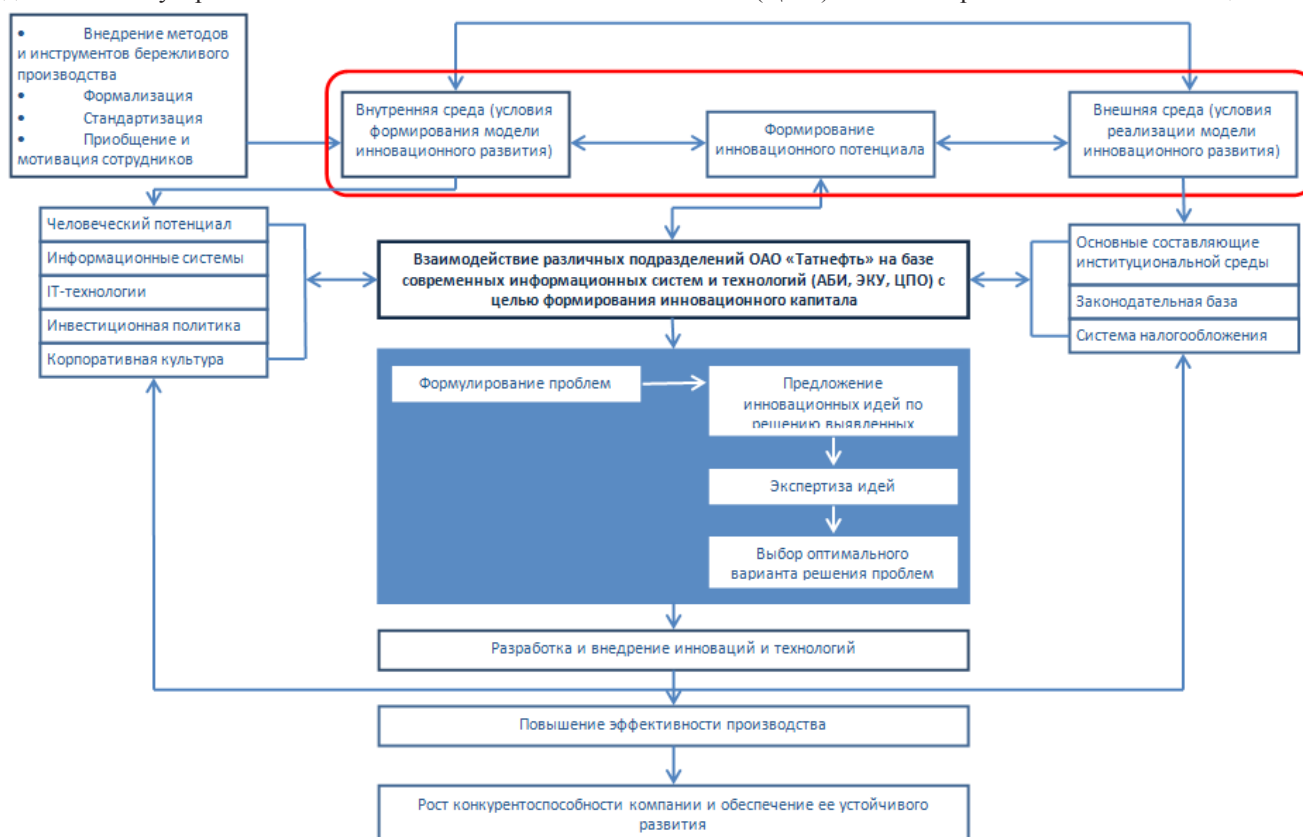 • Внедрение методов
и инструментов бережливого
производства
• Формализация
• Стандартизация
• Приобщение и
мотивация сотрудников
Внутренняя среда (условия
формирования модели
инновационного развития)
Формирование
инновационного потенциала
Внешняя среда (условия
реализации модели
инновационного развития)
Человеческий потенциал
Информационные системы
IT-технологии
Инвестиционная политика
Корпоративная культура
Взаимодействие различных подразделений ОАО «Татнефть» на базе
современных информационных систем и технологий (АБИ, ЭКУ, ЦПО) с
целью формирования инновационного капитала
Основные составляющие
институциональной среды
Законодательная база
Система налогообложения
Формулирование проблем
Предложение
инновационных идей по
решению выявленных
Экспертиза идей
Выбор оптимального
варианта решения проблем
Разработка и внедрение инноваций и технологий
Повышение эффективности производства
Рост конкурентоспособности компании и обеспечение ее устойчивого
развития